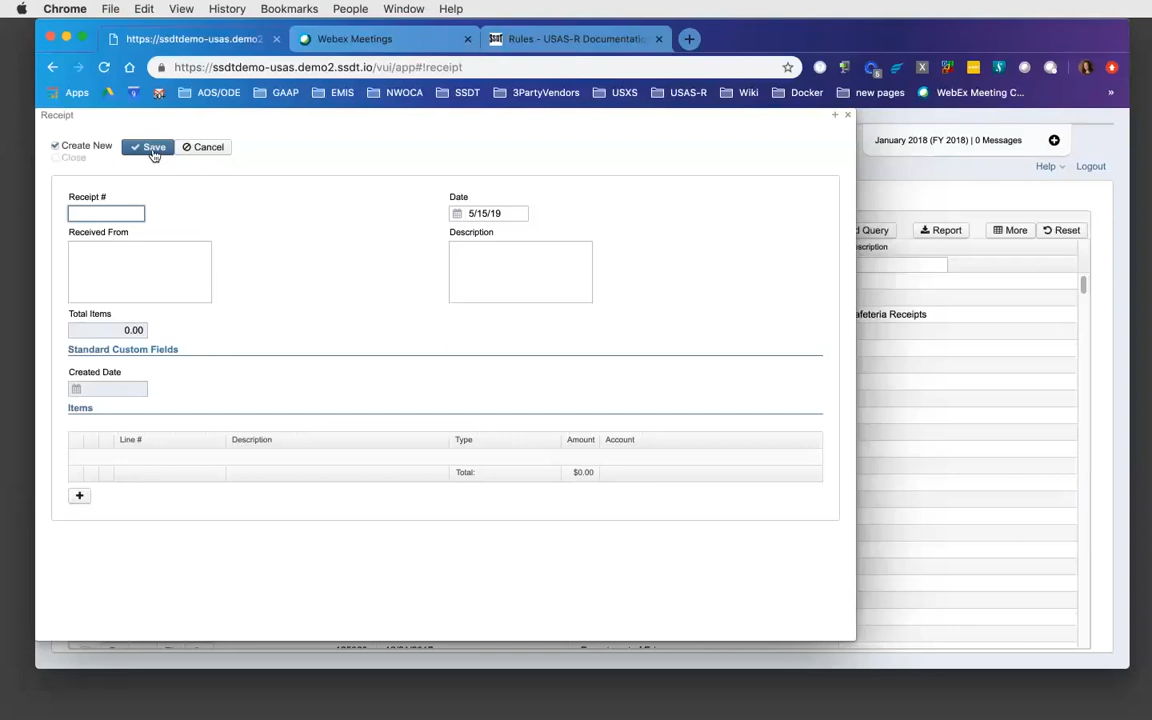 Chrome File Edit View History Bookmarks People Window Help
https://ssdtdemo-usas.demo2 Webex Meetings Rules - USAS-R Documentatio
https://ssdtdemo-usas.demo2.ssdt.io/vui/app#!receipt
Apps AOS/ODE GAAP EMIS NWOCA SSDT 3PartyVendors USXS USAS-R Wiki Docker new pages WebEx Meeting C... »
Receipt
January 2018 (FY 2018) | 0 Messages
Create New Save Cancel
Close
Help Logout
Receipt # Date
5/15/19
Received From Description
d Query Report More Reset
scription
Total Items
afeteria Receipts
0.00
Standard Custom Fields
Created Date
Items
Line # Description Type Amount Account
Total: $0.00